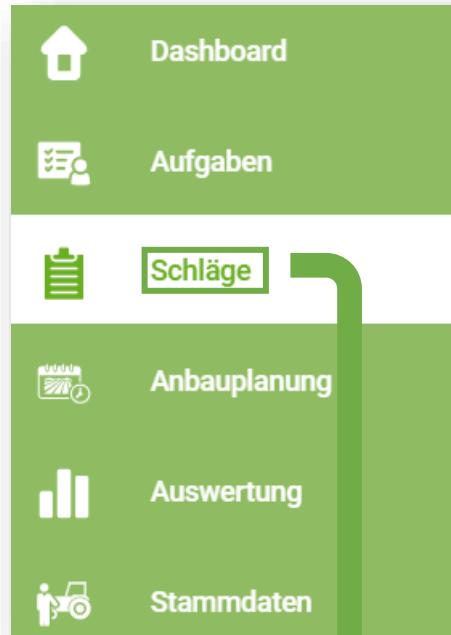 Dashboard
Aufgaben
Schläge
Anbauplanung
Auswertung
Stammdaten